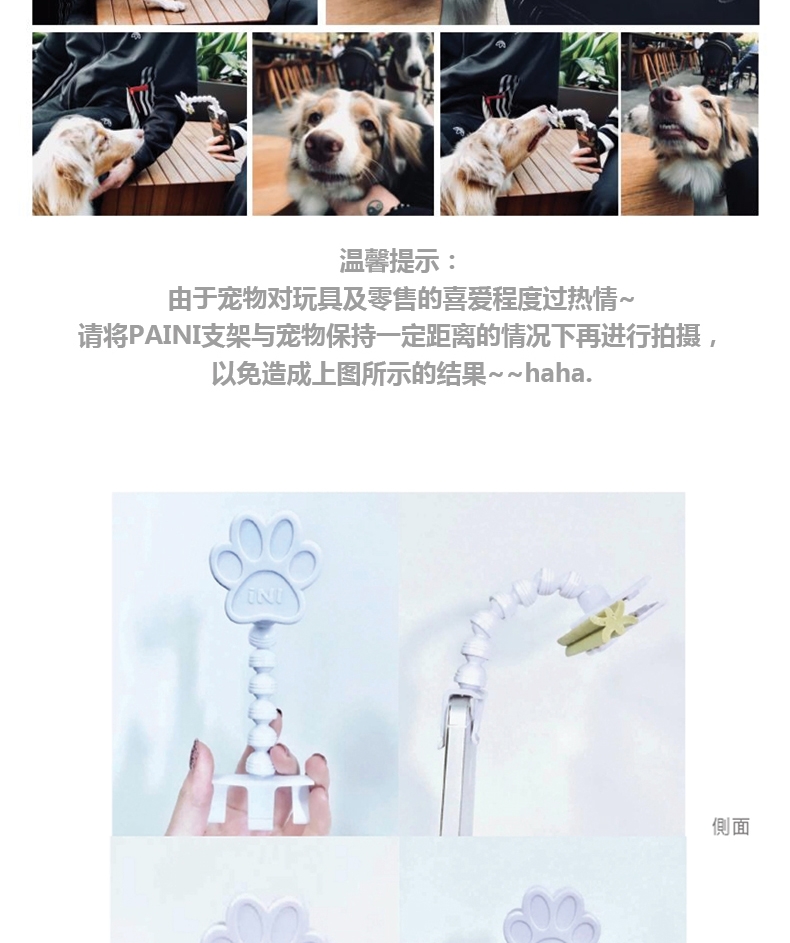 温馨提示：
由于宠物对玩具及零售的喜爱程度过热情~
请将PAINI支架与宠物保持一定距离的情况下再进行拍摄，
以免造成上图所示的结果~~haha.
iNi
側面